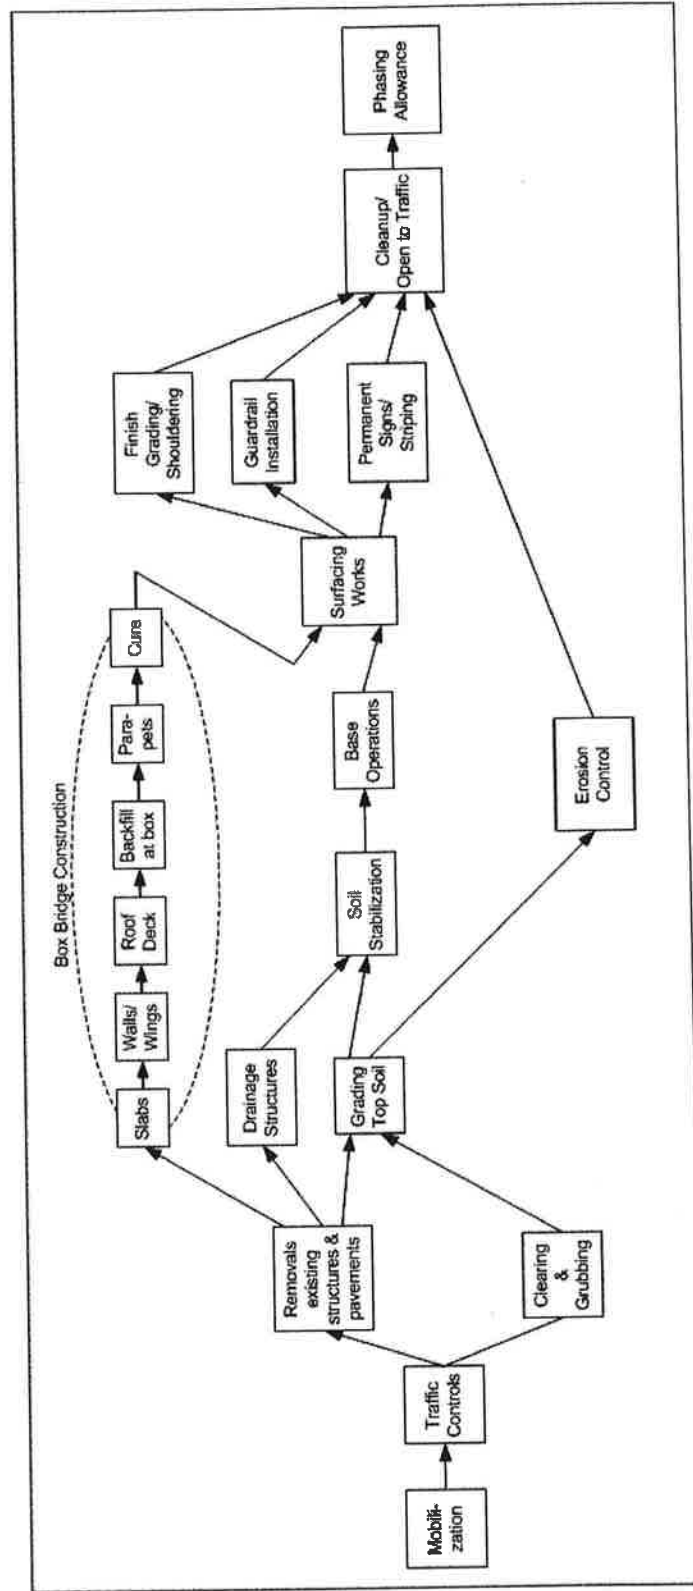 Mobili-
zation
Traffic
Controls
Removals
existing
structures &
pavements
Clearing
&
Grubbing
Box Bridge Construction
Slabs
Walls/
Wings
Roof
Deck
Backfill
at box
Para-
pets
Cure
Drainage
Structures
Grading
Top Soil
Soil
Stabilization
Base
Operations
Erosion
Control
Surfacing
Works
Finish
Grading/
Shouldering
Guardrail
Installation
Permanent
Signs/
Striping
Cleanup/
Open to Traffic
Phasing
Allowance